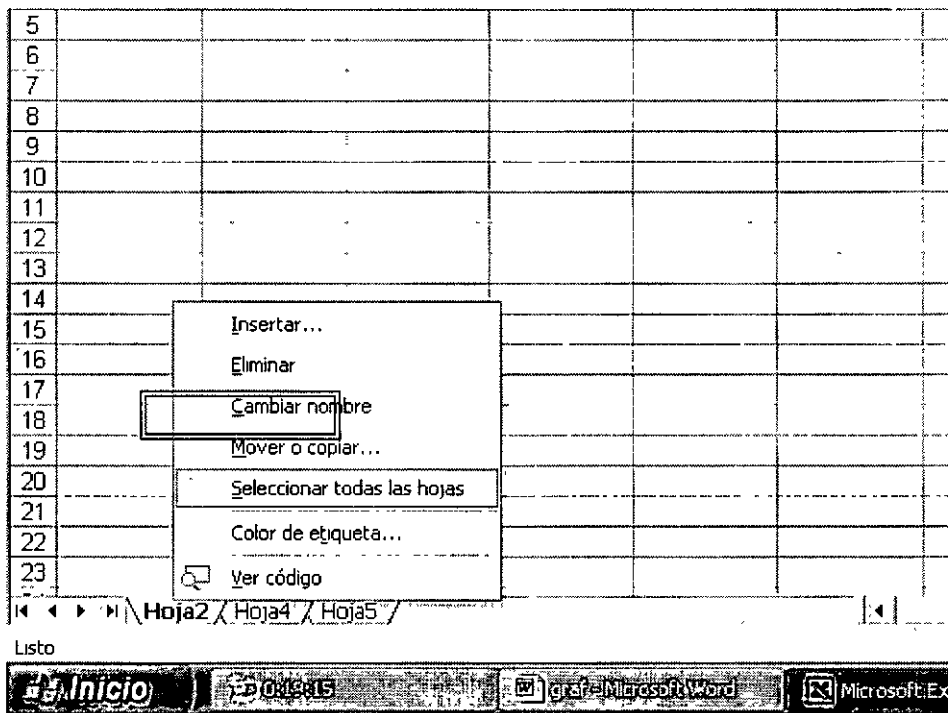 5
6
7
8
9
10
11
12
13
14
15
16
17
18
19
20
21
22
23
Insertar...
Eliminar
Cambiar nombre
Mover o copiar...
Seleccionar todas las hojas
Color de etiqueta...
Ver código
Hoja2 Hoja4 Hoja5
Listo
Inicio graf - Microsoft Word Microsoft Ex